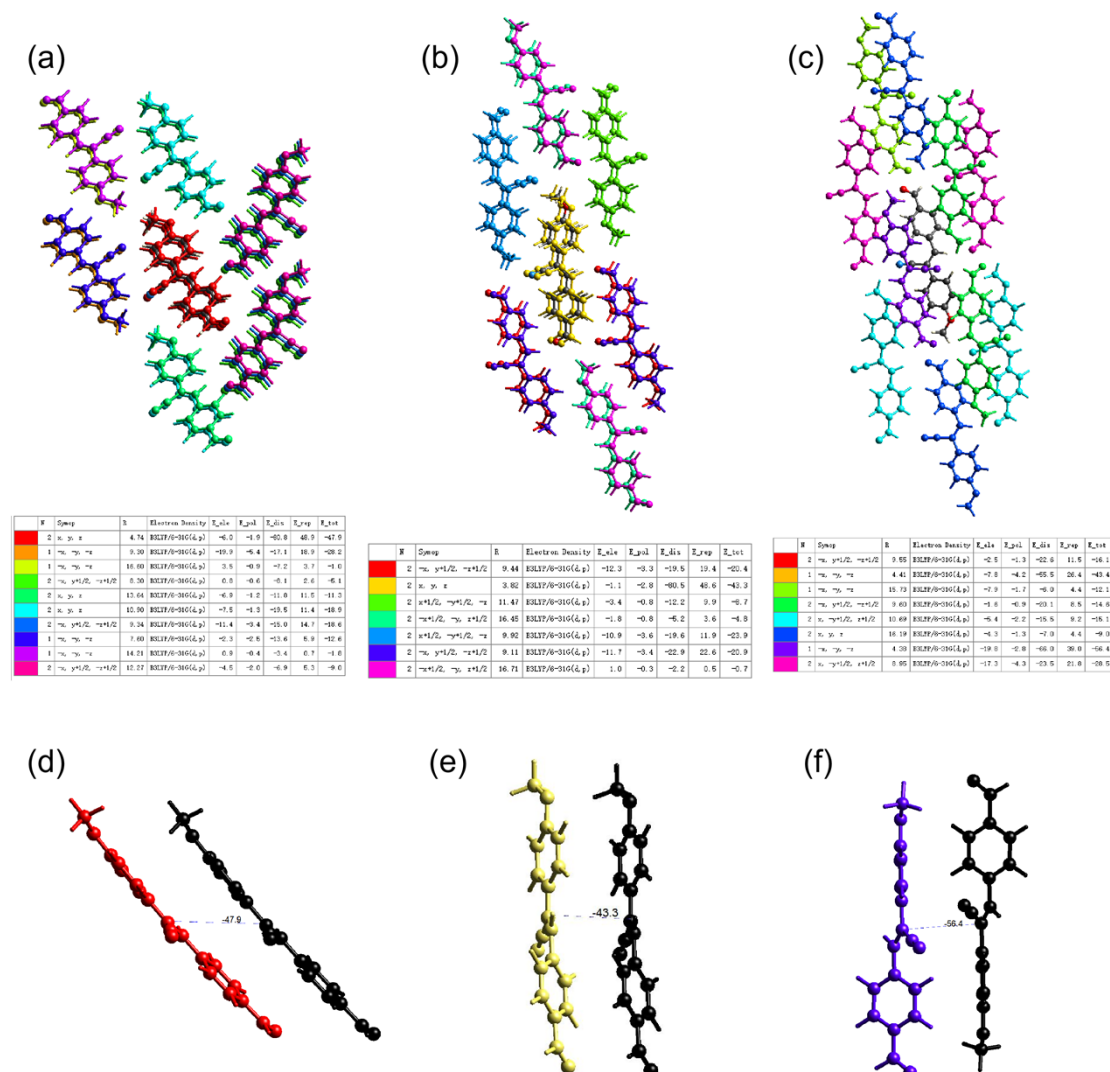 (a)
(b)
(c)
N Symop R Electron Density E_ele E_pol E_dis E_rep E_tot
2 x, y, z 4.74 B3LYP/6-31G(d,p) -6.0 -1.9 -80.8 48.9 -47.9
1 -x, -y, -z 9.30 B3LYP/6-31G(d,p) -19.9 -5.4 -17.1 18.9 -28.2
1 -x, -y, -z 16.60 B3LYP/6-31G(d,p) 3.5 -0.9 -7.2 3.7 -1.0
2 -x, y+1/2, -z+1/2 B3LYP/6-31G(d,p) -0.6 -6.1 2.6 -5.1
2 x, y, z 13.64 B3LYP/6-31G(d,p) -6.9 -1.2 -11.8 11.5 -11.3
2 x, y, z 10.90 B3LYP/6-31G(d,p) -7.5 -1.3 -19.5 11.4 -18.9
2 -x, y+1/2, -z+1/2 9.34 B3LYP/6-31G(d,p) -11.4 -3.4 -15.0 14.7 -18.6
1 -x, -y, -z 7.60 B3LYP/6-31G(d,p) -2.3 -2.5 -13.6 5.9 -12.6
1 -x, -y, -z 14.21 B3LYP/6-31G(d,p) 0.9 -0.4 -3.4 0.7 -1.8
2 -x, y+1/2, -z+1/2 12.27 B3LYP/6-31G(d,p) -4.5 -2.0 -6.9 5.3 -9.0
N Symop R Electron Density E_ele E_pol E_dis E_rep E_tot
2 -x, y+1/2, -z+1/2 9.44 B3LYP/6-31G(d,p) -12.3 -3.3 -19.5 19.4 -20.4
2 x, y, z 3.82 B3LYP/6-31G(d,p) -1.1 -2.8 -80.5 48.6 -43.3
2 x+1/2, -y+1/2, -z 11.47 B3LYP/6-31G(d,p) -3.4 -0.8 -12.2 9.9 -8.7
2 -x+1/2, -y, z+1/2 16.45 B3LYP/6-31G(d,p) -1.8 -0.8 -5.2 3.6 -4.8
2 x+1/2, -y+1/2, -z 9.92 B3LYP/6-31G(d,p) -10.9 -3.6 -19.6 11.9 -23.9
2 -x, y+1/2, -z+1/2 9.11 B3LYP/6-31G(d,p) -11.7 -3.4 -22.9 22.6 -20.9
2 -x+1/2, -y, z+1/2 16.71 B3LYP/6-31G(d,p) 1.0 -0.3 -2.2 0.5 -0.7
N Symop R Electron Density E_ele E_pol E_dis E_rep E_tot
2 -x, y+1/2, -z+1/2 9.55 B3LYP/6-31G(d,p) -2.5 -1.3 -22.6 11.5 -16.1
1 -x, -y, -z 4.41 B3LYP/6-31G(d,p) -7.8 -4.2 -55.5 26.4 -43.4
1 -x, -y, -z 15.73 B3LYP/6-31G(d,p) -7.9 -1.7 -6.0 4.4 -12.1
2 -x, y+1/2, -z+1/2 9.60 B3LYP/6-31G(d,p) -1.6 -0.9 -20.1 8.5 -14.6
2 x, -y+1/2, z+1/2 10.69 B3LYP/6-31G(d,p) -5.4 -2.2 -15.5 9.2 -15.1
2 x, y, z 16.19 B3LYP/6-31G(d,p) -4.3 -1.3 -7.0 4.4 -9.0
1 -x, -y, -z 4.38 B3LYP/6-31G(d,p) -19.8 -2.8 -66.0 39.0 -56.4
2 x, -y+1/2, z+1/2 8.95 B3LYP/6-31G(d,p) -17.3 -4.3 -23.5 21.8 -28.5
(d)
(e)
(f)
-47.9
-43.3
-56.4